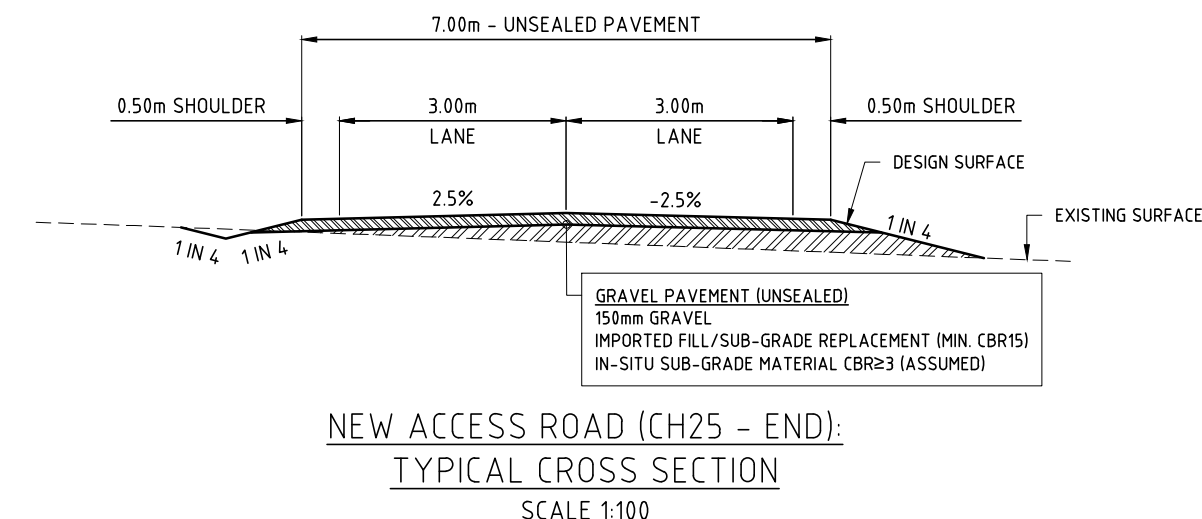 7.00m - UNSEALED PAVEMENT
0.50m SHOULDER
3.00m
LANE
3.00m
LANE
0.50m SHOULDER
DESIGN SURFACE
2.5%
-2.5%
EXISTING SURFACE
1 IN 4
1 IN 4
1 IN 4
GRAVEL PAVEMENT (UNSEALED)
150mm GRAVEL
IMPORTED FILL/SUB-GRADE REPLACEMENT (MIN. CBR15)
IN-SITU SUB-GRADE MATERIAL CBR≥3 (ASSUMED)
NEW ACCESS ROAD (CH25 - END):
TYPICAL CROSS SECTION
SCALE 1:100